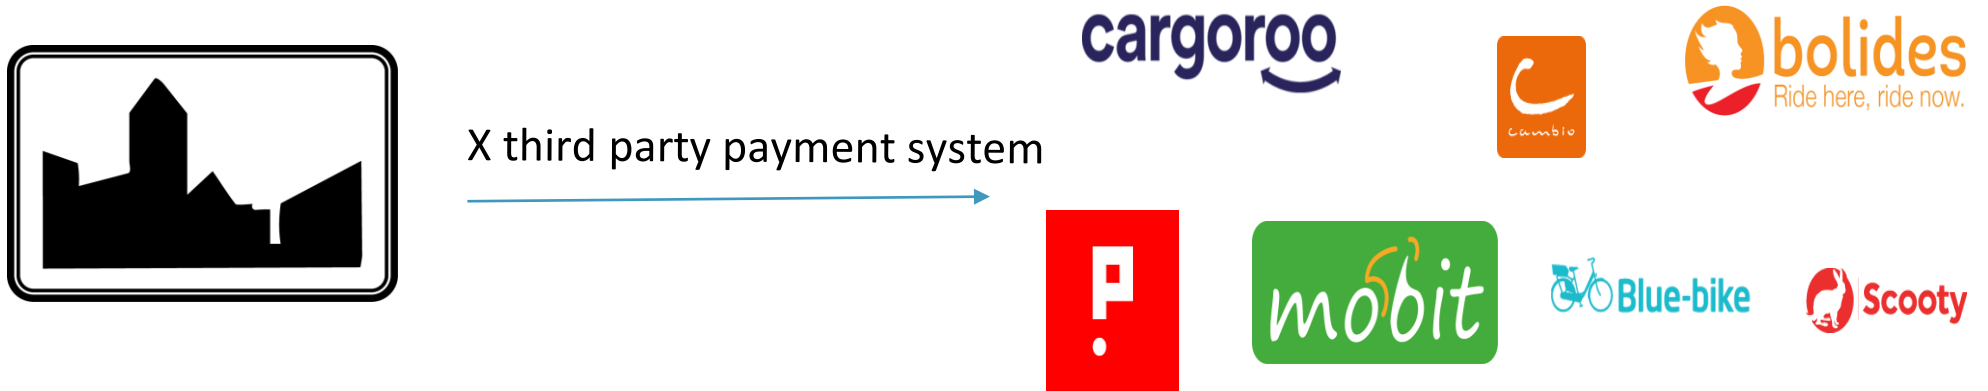 cargoroo
cambio
bolides
Ride here, ride now.
X third party payment system
P
mobit
Blue-bike
Scooty